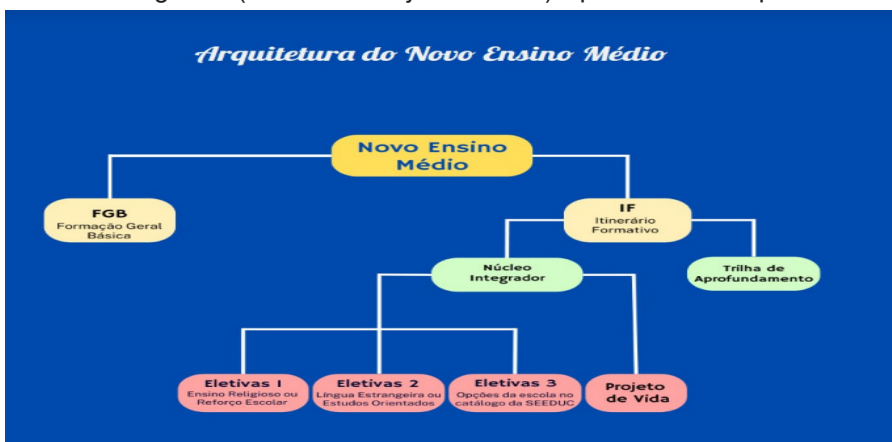 Arquitetura do Novo Ensino Médio
Novo Ensino
Médio
FGB
Formação Geral
Básica
IF
Itinerário
Formativo
Núcleo
Integrador
Trilha de
Aprofundamento
Eletivas I
Ensino Religioso ou
Reforço Escolar
Eletivas 2
Língua Estrangeira ou
Estudos Orientados
Eletivas 3
Opções da escola no
catálogo da SEEDUC
Projeto
de Vida